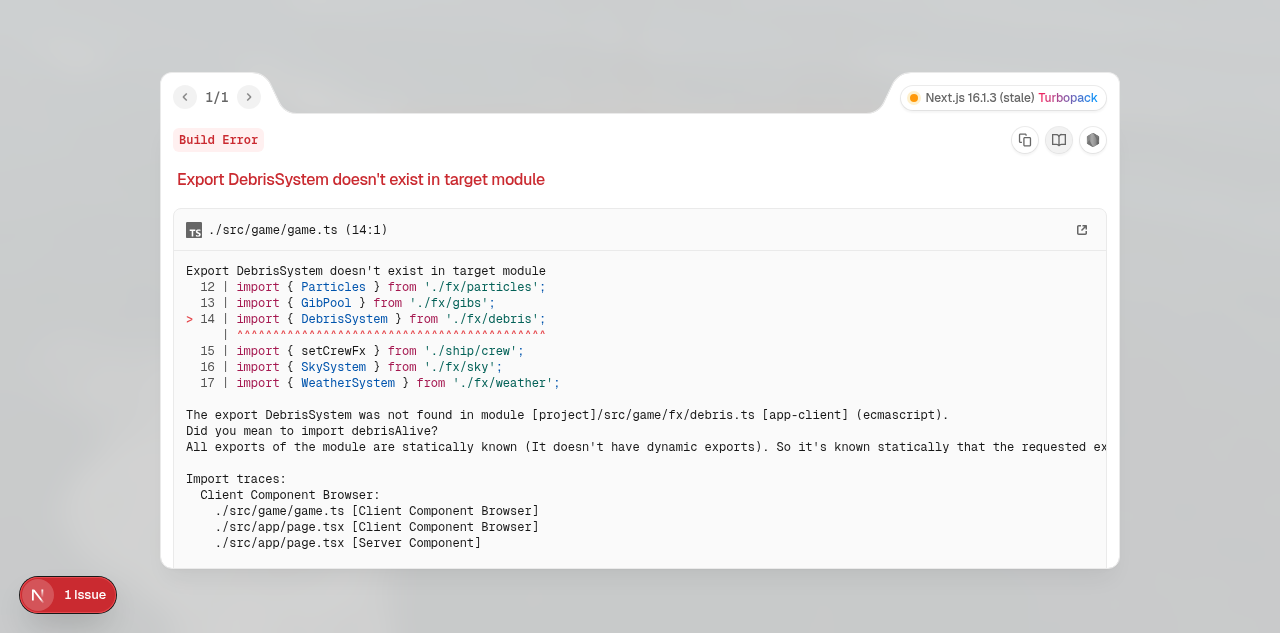 1/1
Next.js 16.1.3 (stale) Turbopack
Build Error
Export DebrisSystem doesn't exist in target module
TS ./src/game/game.ts (14:1)
Export DebrisSystem doesn't exist in target module
12 | import { Particles } from './fx/particles';
13 | import { GibPool } from './fx/gibs';
> 14 | import { DebrisSystem } from './fx/debris';
| ^^^^^^^^^^^^^^^^^^^^^^^^^^^^^^^^^^^^^^^^^^^
15 | import { setCrewFx } from './ship/crew';
16 | import { SkySystem } from './fx/sky';
17 | import { WeatherSystem } from './fx/weather';
The export DebrisSystem was not found in module [project]/src/game/fx/debris.ts [app-client] (ecmascript).
Did you mean to import debrisAlive?
All exports of the module are statically known (It doesn't have dynamic exports). So it's known statically that the requested ex
Import traces:
Client Component Browser:
./src/game/game.ts [Client Component Browser]
./src/app/page.tsx [Client Component Browser]
./src/app/page.tsx [Server Component]
N 1 Issue